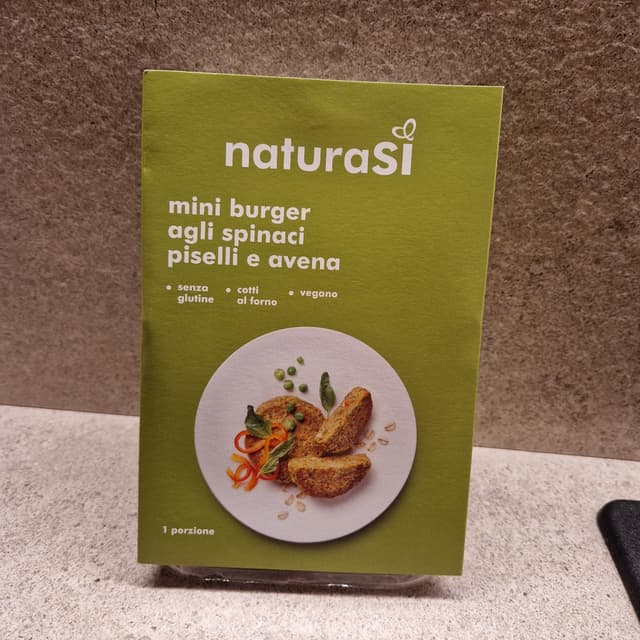 naturaSì
mini burger
agli spinaci
piselli e avena
• senza
glutine
• cotti
al forno
• vegano
1 porzione